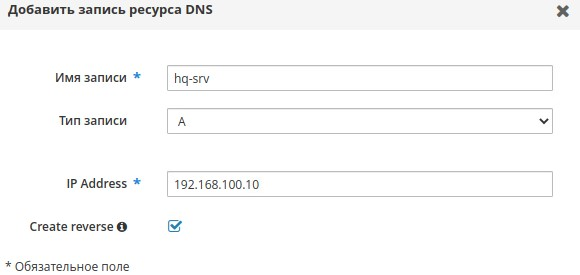 Добавить запись ресурса DNS
Имя записи * hq-srv
Тип записи A
IP Address * 192.168.100.10
Create reverse
* Обязательное поле